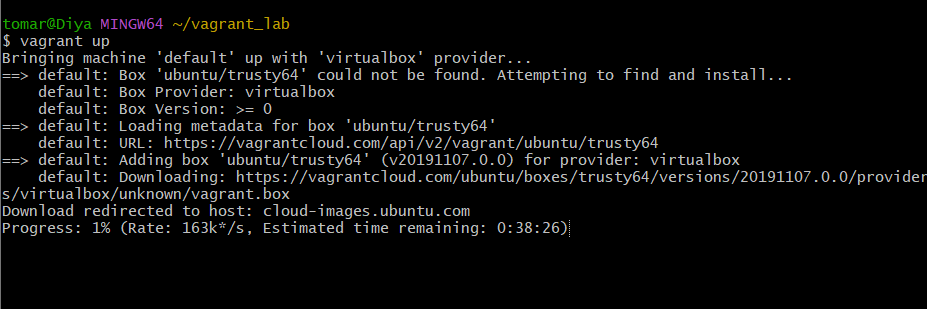 tomar@Diya MINGW64 ~/vagrant_lab
$ vagrant up
Bringing machine 'default' up with 'virtualbox' provider...
==> default: Box 'ubuntu/trusty64' could not be found. Attempting to find and install...
    default: Box Provider: virtualbox
    default: Box Version: >= 0
==> default: Loading metadata for box 'ubuntu/trusty64'
    default: URL: https://vagrantcloud.com/api/v2/vagrant/ubuntu/trusty64
==> default: Adding box 'ubuntu/trusty64' (v20191107.0.0) for provider: virtualbox
    default: Downloading: https://vagrantcloud.com/ubuntu/boxes/trusty64/versions/20191107.0.0/provider
s/virtualbox/unknown/vagrant.box
Download redirected to host: cloud-images.ubuntu.com
Progress: 1% (Rate: 163k*/s, Estimated time remaining: 0:38:26)